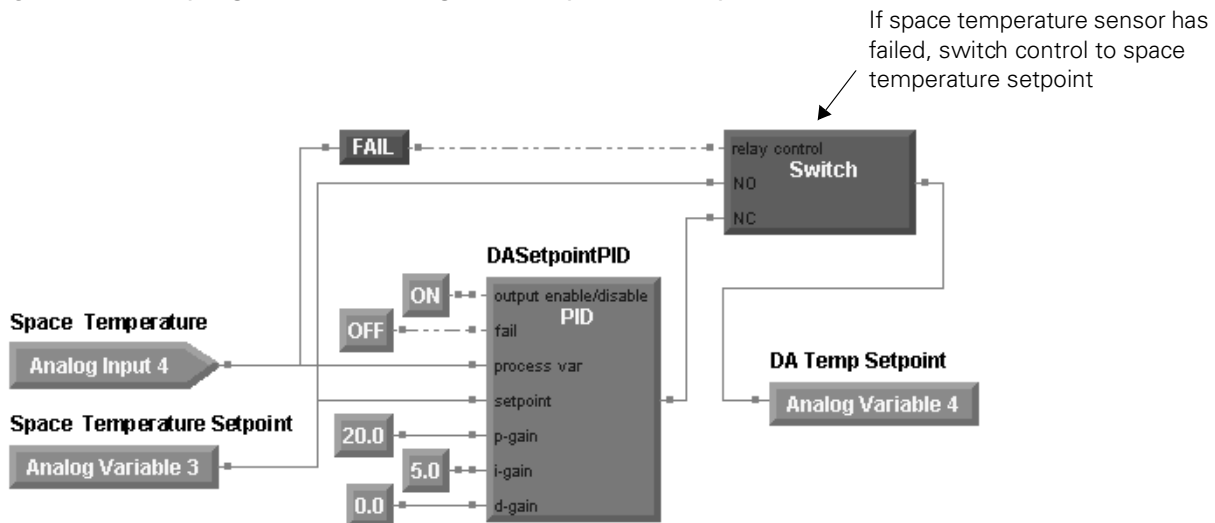 If space temperature sensor has
failed, switch control to space
temperature setpoint
FAIL
relay control
Switch
NO
NC
DASetpointPID
ON
output enable/disable
PID
OFF
fail
Space Temperature
Analog Input 4
process var
DA Temp Setpoint
setpoint
Analog Variable 4
Space Temperature Setpoint
20.0
p-gain
Analog Variable 3
5.0
i-gain
0.0
d-gain